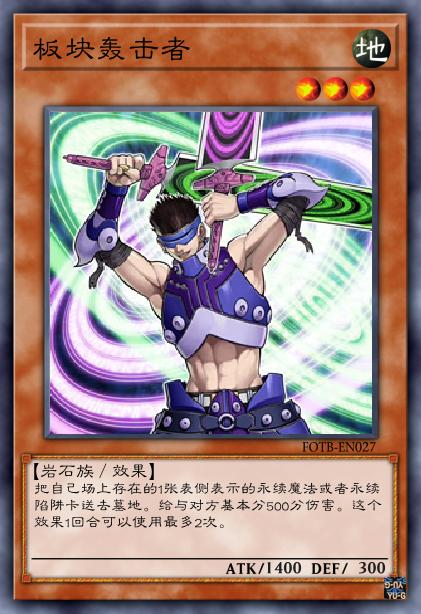 板块轰击者
地
FOTB-EN027
【岩石族／效果】
把自己场上存在的1张表侧表示的永续魔法或者永续
陷阱卡送去墓地。给与对方基本分500分伤害。这个
效果1回合可以使用最多2次。
ATK/1400 DEF/ 300